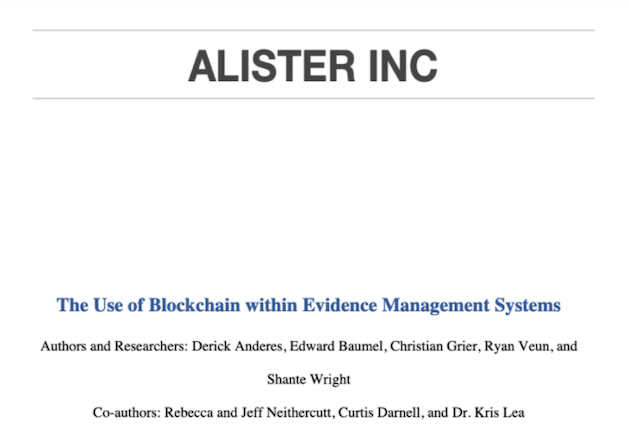 ALISTER INC
The Use of Blockchain within Evidence Management Systems
Authors and Researchers: Derick Anderes, Edward Baumel, Christian Grier, Ryan Veun, and
Shante Wright
Co-authors: Rebecca and Jeff Neithercutt, Curtis Darnell, and Dr. Kris Lea